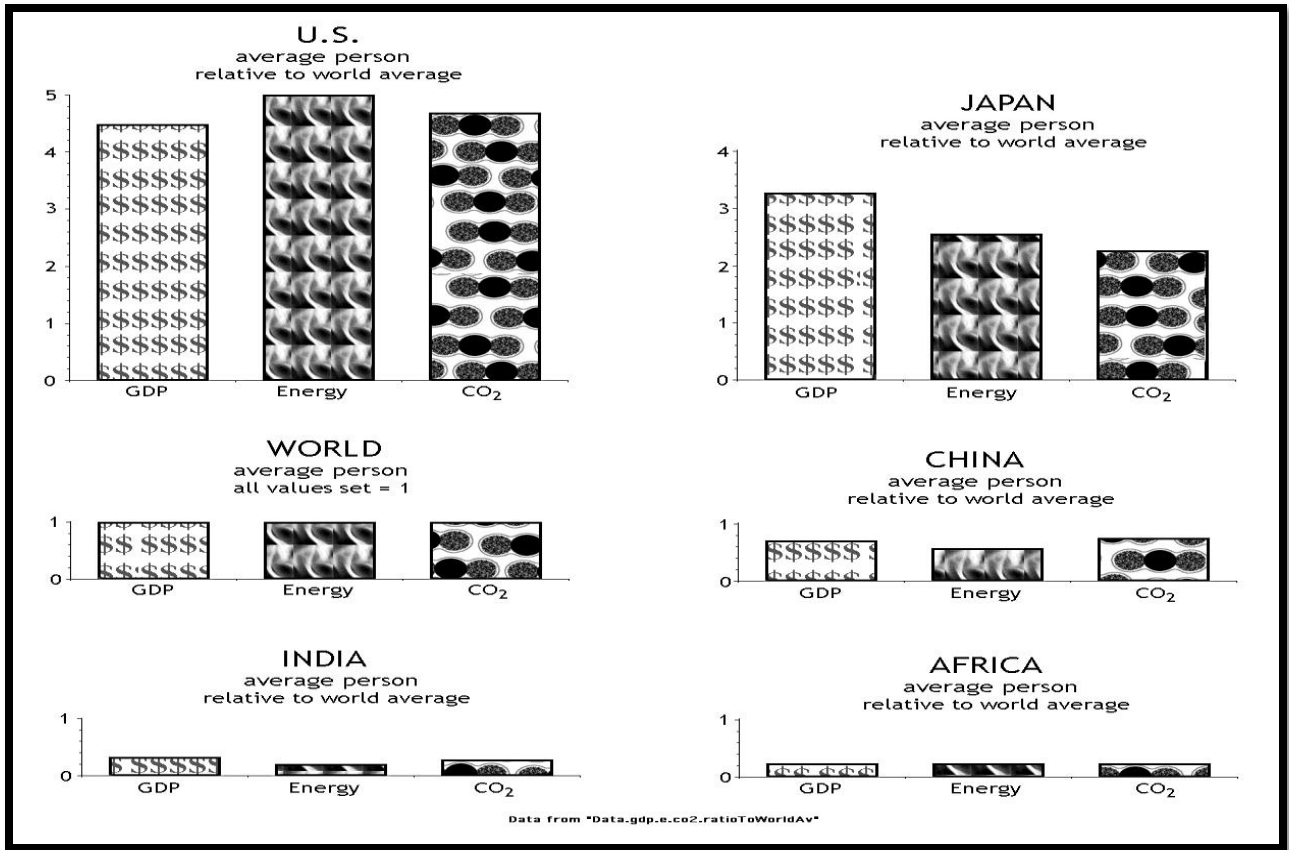 U.S.
average person
relative to world average
5
4
3
2
1
0
GDP Energy CO₂
JAPAN
average person
relative to world average
4
3
2
1
0
GDP Energy CO₂
WORLD
average person
all values set = 1
1
0
GDP Energy CO₂
CHINA
average person
relative to world average
1
0
GDP Energy CO₂
INDIA
average person
relative to world average
1
0
GDP Energy CO₂
AFRICA
average person
relative to world average
1
0
GDP Energy CO₂
Data from "Data.gdp.e.co2.ratioToWorldAv"